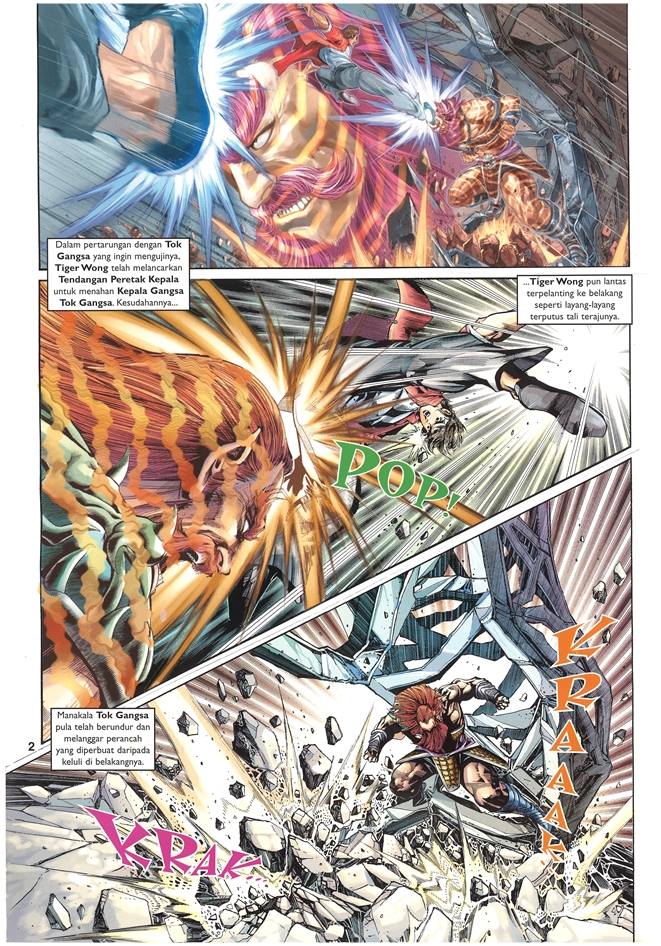 Dalam pertarungan dengan Tok
Gangsa yang ingin mengujinya,
Tiger Wong telah melancarkan
Tendangan Peretak Kepala
untuk menahan Kepala Gangsa
Tok Gangsa. Kesudahannya...
...Tiger Wong pun lantas
terpelanting ke belakang
seperti layang-layang
terputus tali terajunya.
POP!
KRAAAK
Manakala Tok Gangsa
pula telah berundur dan
melanggar perancah
yang diperbuat daripada
keluli di belakangnya.
2
KRAK...